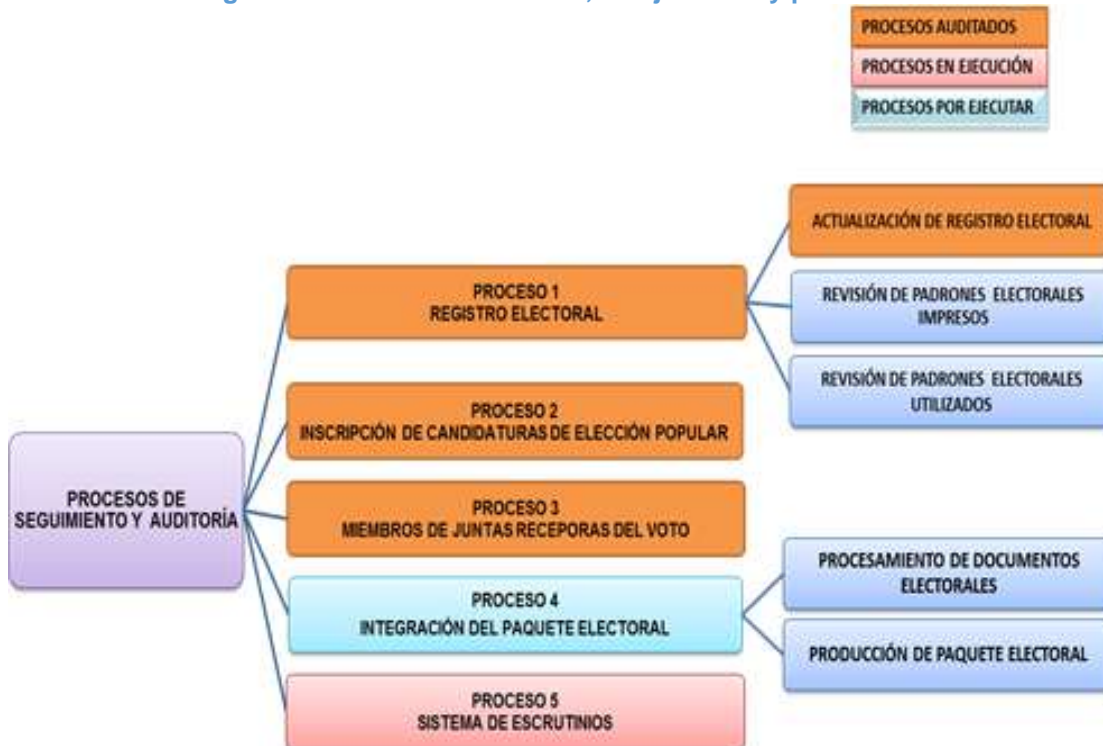 PROCESOS AUDITADOS
PROCESOS EN EJECUCIÓN
PROCESOS POR EJECUTAR
ACTUALIZACIÓN DE REGISTRO ELECTORAL
PROCESO 1
REGISTRO ELECTORAL
REVISIÓN DE PADRONES ELECTORALES
IMPRESOS
REVISIÓN DE PADRONES ELECTORALES
UTILIZADOS
PROCESO 2
INSCRIPCIÓN DE CANDIDATURAS DE ELECCIÓN POPULAR
PROCESOS DE
SEGUIMIENTO Y AUDITORÍA
PROCESO 3
MIEMBROS DE JUNTAS RECEPORAS DEL VOTO
PROCESAMIENTO DE DOCUMENTOS
ELECTORALES
PROCESO 4
INTEGRACIÓN DEL PAQUETE ELECTORAL
PRODUCCIÓN DE PAQUETE ELECTORAL
PROCESO 5
SISTEMA DE ESCRUTINIOS